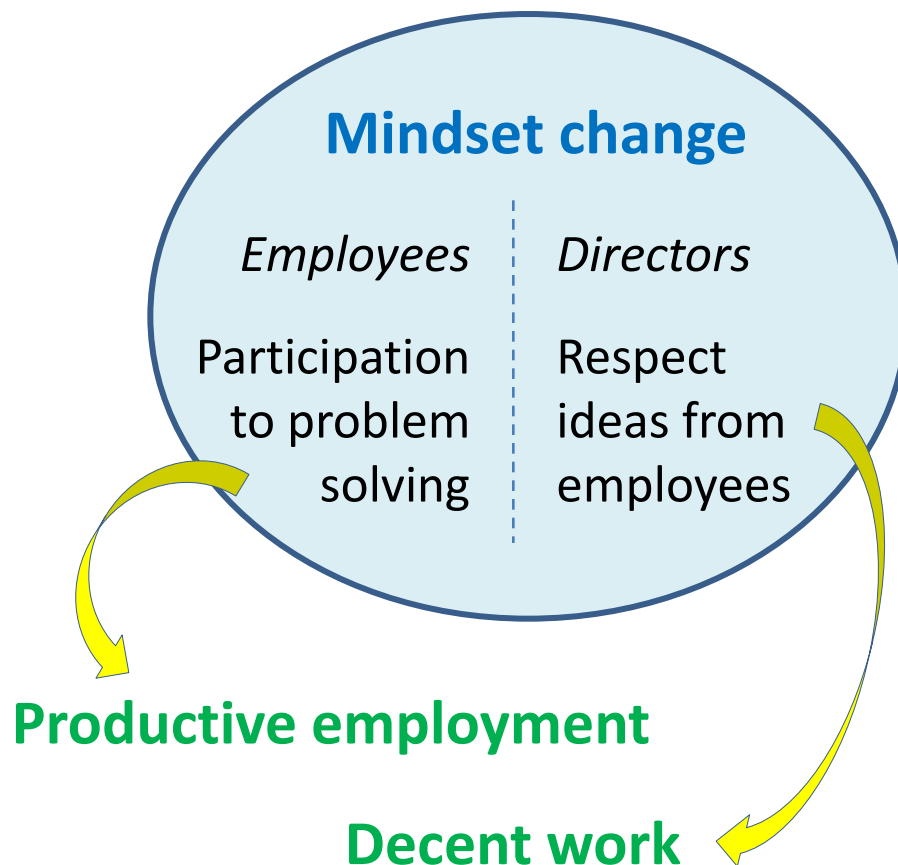 Mindset change
Employees
Participation
to problem
solving
Directors
Respect
ideas from
employees
Productive employment
Decent work